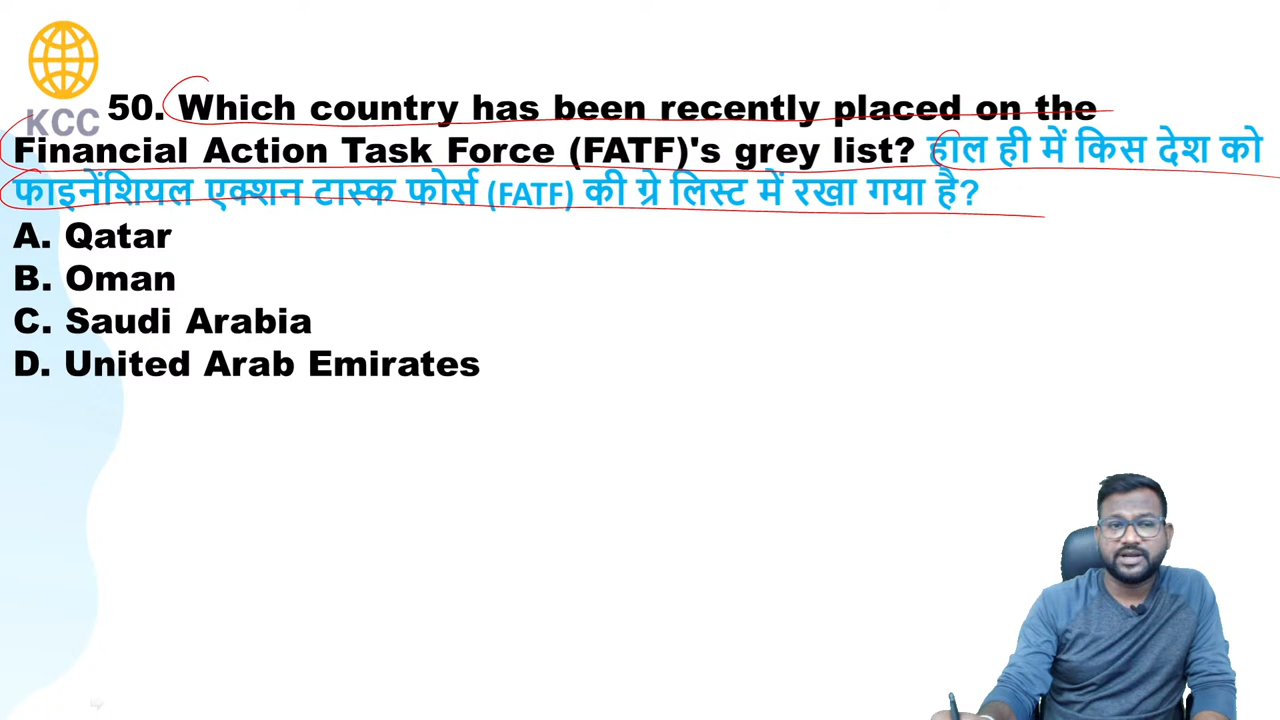 KCC
50. Which country has been recently placed on the
Financial Action Task Force (FATF)'s grey list? हाल ही में किस देश को
फाइनेंशियल एक्शन टास्क फोर्स (FATF) की ग्रे लिस्ट में रखा गया है?
A. Qatar
B. Oman
C. Saudi Arabia
D. United Arab Emirates